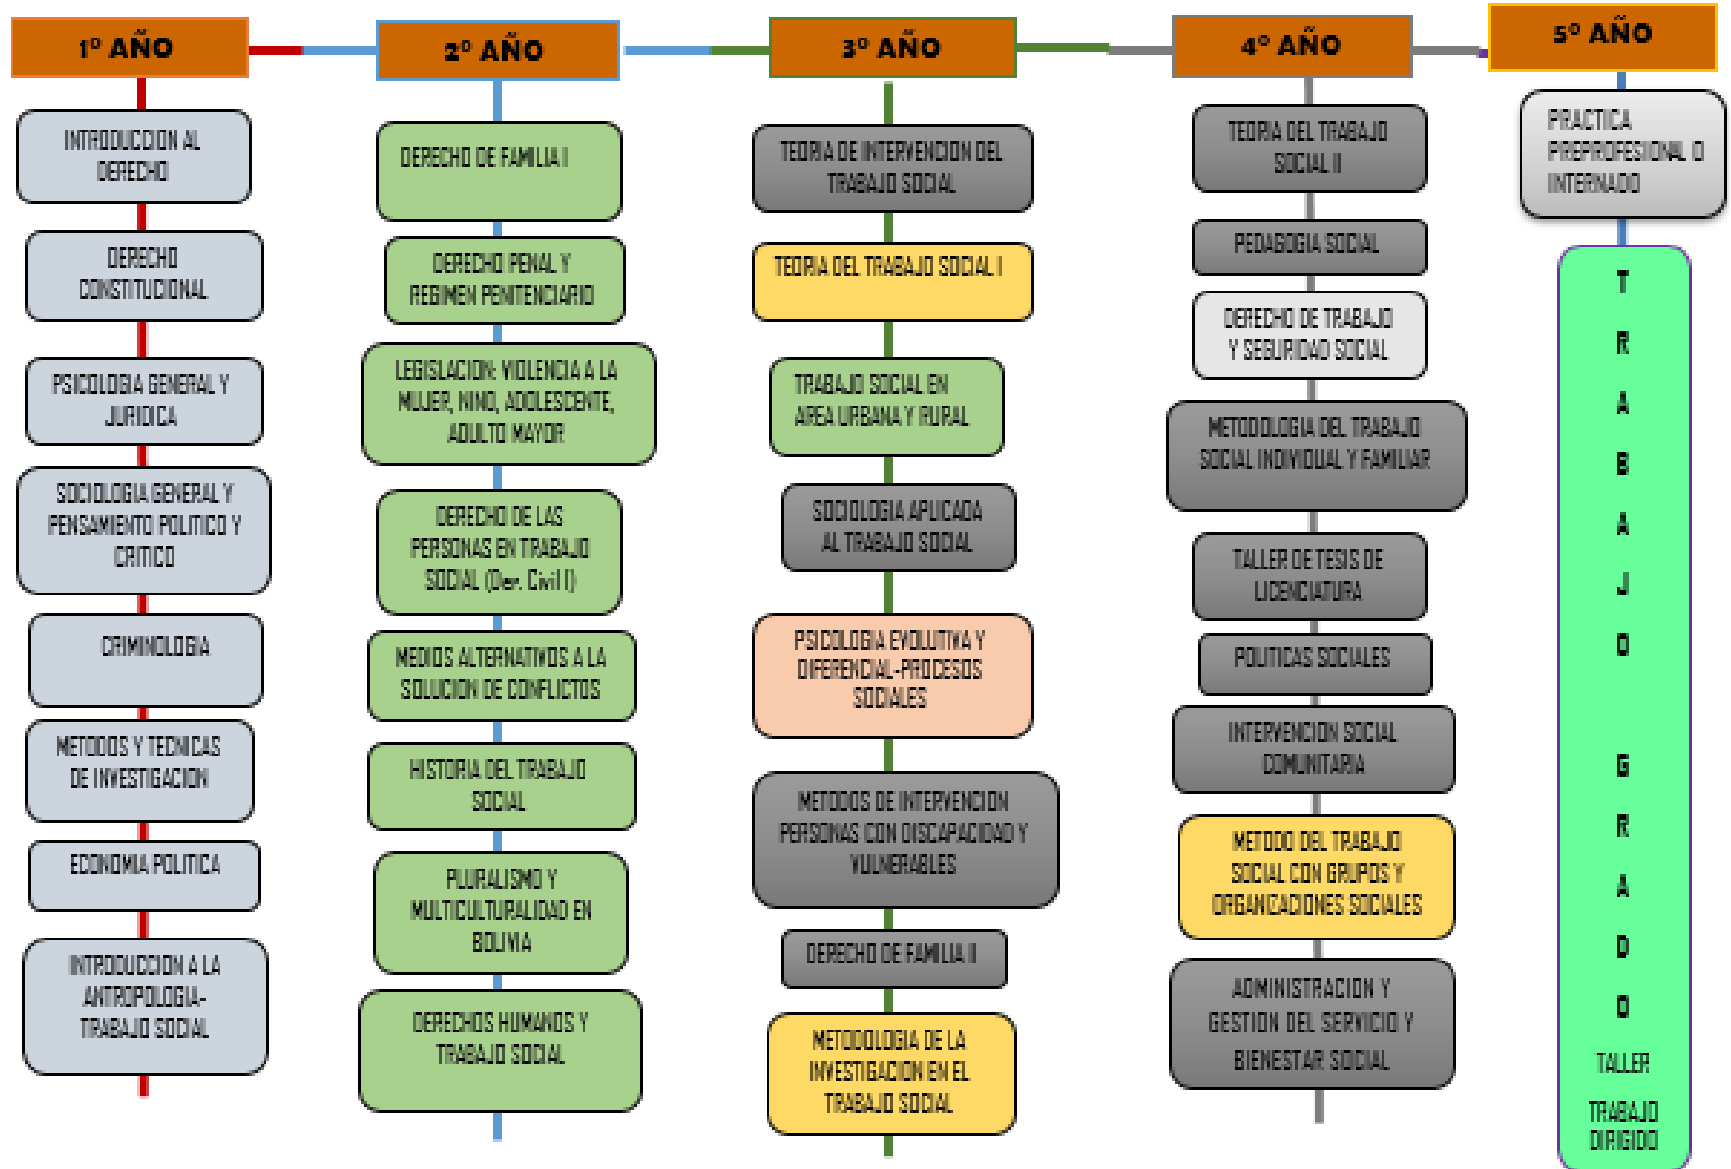 1º AÑO
INTRODUCCION AL
DERECHO
DERECHO
CONSTITUCIONAL
PSICOLOGIA GENERAL Y
JURIDICA
SOCIOLOGIA GENERAL Y
PENSAMIENTO POLITICO Y
CRITICO
CRIMINOLOGIA
METODOS Y TECNICAS
DE INVESTIGACION
ECONOMIA POLITICA
INTRODUCCION A LA
ANTROPOLOGIA-
TRABAJO SOCIAL
2º AÑO
DERECHO DE FAMILIA I
DERECHO PENAL Y
REGIMEN PENITENCIARIO
LEGISLACION: VIOLENCIA A LA
MUJER, NINO, ADOLESCENTE,
ADULTO MAYOR
DERECHO DE LAS
PERSONAS EN TRABAJO
SOCIAL (Der. Civil I)
MEDIOS ALTERNATIVOS A LA
SOLUCION DE CONFLICTOS
HISTORIA DEL TRABAJO
SOCIAL
PLURALISMO Y
MULTICULTURALIDAD EN
BOLIVIA
DERECHOS HUMANOS Y
TRABAJO SOCIAL
3º AÑO
TEORIA DE INTERVENCION DEL
TRABAJO SOCIAL
TEORIA DEL TRABAJO SOCIAL I
TRABAJO SOCIAL EN
AREA URBANA Y RURAL
SOCIOLOGIA APLICADA
AL TRABAJO SOCIAL
PSICOLOGIA EVOLUTIVA Y
DIFERENCIAL-PROCESOS
SOCIALES
METODOS DE INTERVENCION
PERSONAS CON DISCAPACIDAD Y
VULNERABLES
DERECHO DE FAMILIA II
METODOLOGIA DE LA
INVESTIGACION EN EL
TRABAJO SOCIAL
4º AÑO
TEORIA DEL TRABAJO
SOCIAL II
PEDAGOGIA SOCIAL
DERECHO DE TRABAJO
Y SEGURIDAD SOCIAL
METODOLOGIA DEL TRABAJO
SOCIAL INDIVIDUAL Y FAMILIAR
TALLER DE TESIS DE
LICENCIATURA
POLITICAS SOCIALES
INTERVENCION SOCIAL
COMUNITARIA
METODO DEL TRABAJO
SOCIAL CON GRUPOS Y
ORGANIZACIONES SOCIALES
ADMINISTRACION Y
GESTION DEL SERVICIO Y
BIENESTAR SOCIAL
5º AÑO
PRACTICA
PREPROFESIONAL O
INTERNADO
T
R
A
B
A
J
O
G
R
A
D
O
TALLER
TRABAJO
DIRIGIDO